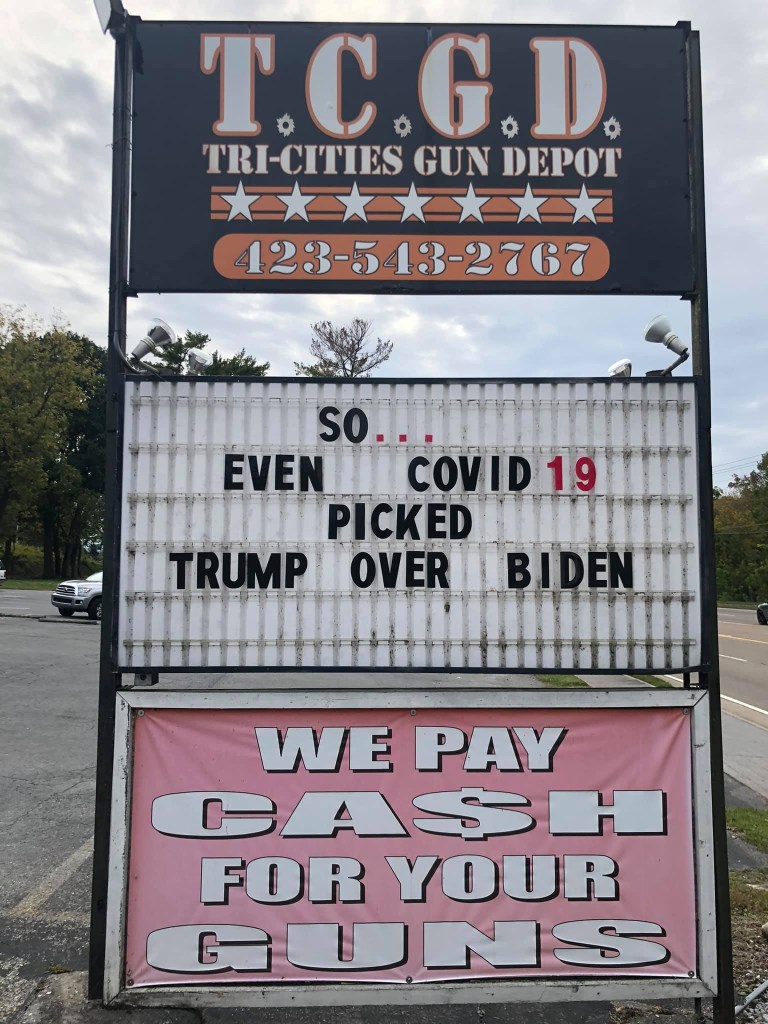 T.C.G.D.
TRI-CITIES GUN DEPOT
423-543-2767
SO...
EVEN COVID 19
PICKED
TRUMP OVER BIDEN
WE PAY
CA$H
FOR YOUR
GUNS